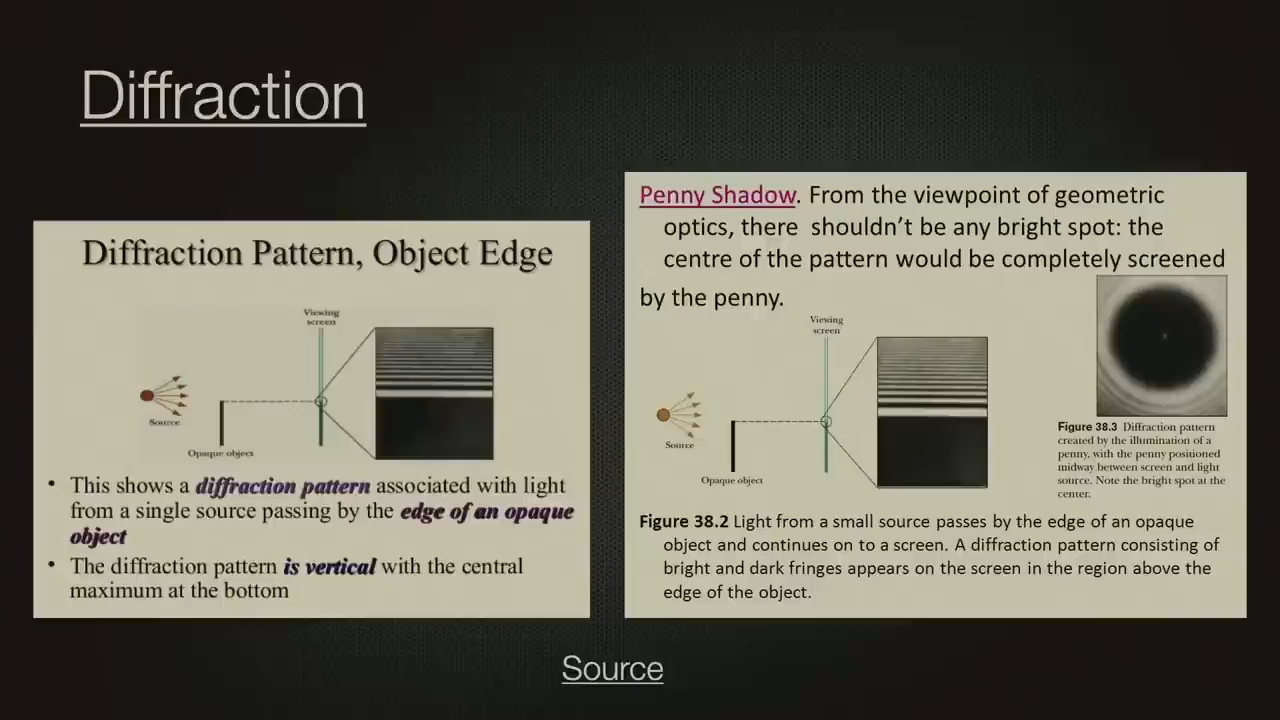 Diffraction
Diffraction Pattern, Object Edge
Viewing
screen
Source
Opaque object
• This shows a diffraction pattern associated with light
from a single source passing by the edge of an opaque
object
• The diffraction pattern is vertical with the central
maximum at the bottom
Penny Shadow. From the viewpoint of geometric
optics, there shouldn't be any bright spot: the
centre of the pattern would be completely screened
by the penny.
Viewing
screen
Source
Opaque object
Figure 38.3 Diffraction pattern
created by the illumination of a
penny, with the penny positioned
midway between screen and light
source. Note the bright spot at the
center.
Figure 38.2 Light from a small source passes by the edge of an opaque
object and continues on to a screen. A diffraction pattern consisting of
bright and dark fringes appears on the screen in the region above the
edge of the object.
Source